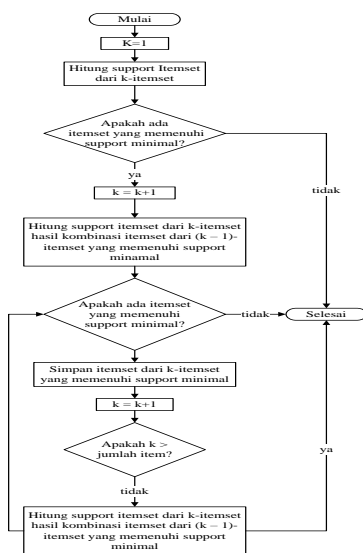 Mulai
K=1
Hitung support Itemset
dari k-itemset
Apakah ada
itemset yang memenuhi
support minimal?
ya
tidak
k = k+1
Hitung support itemset dari k-itemset
hasil kombinasi itemset dari (k – 1)-
itemset yang memenuhi support
minamal
Apakah ada itemset
yang memenuhi
support minimal?
tidak
Selesai
Simpan itemset dari k-itemset
yang memenuhi support minimal
k = k+1
Apakah k >
jumlah item?
ya
tidak
Hitung support itemset dari k-itemset
hasil kombinasi itemset dari (k – 1)-
itemset yang memenuhi support
minimal